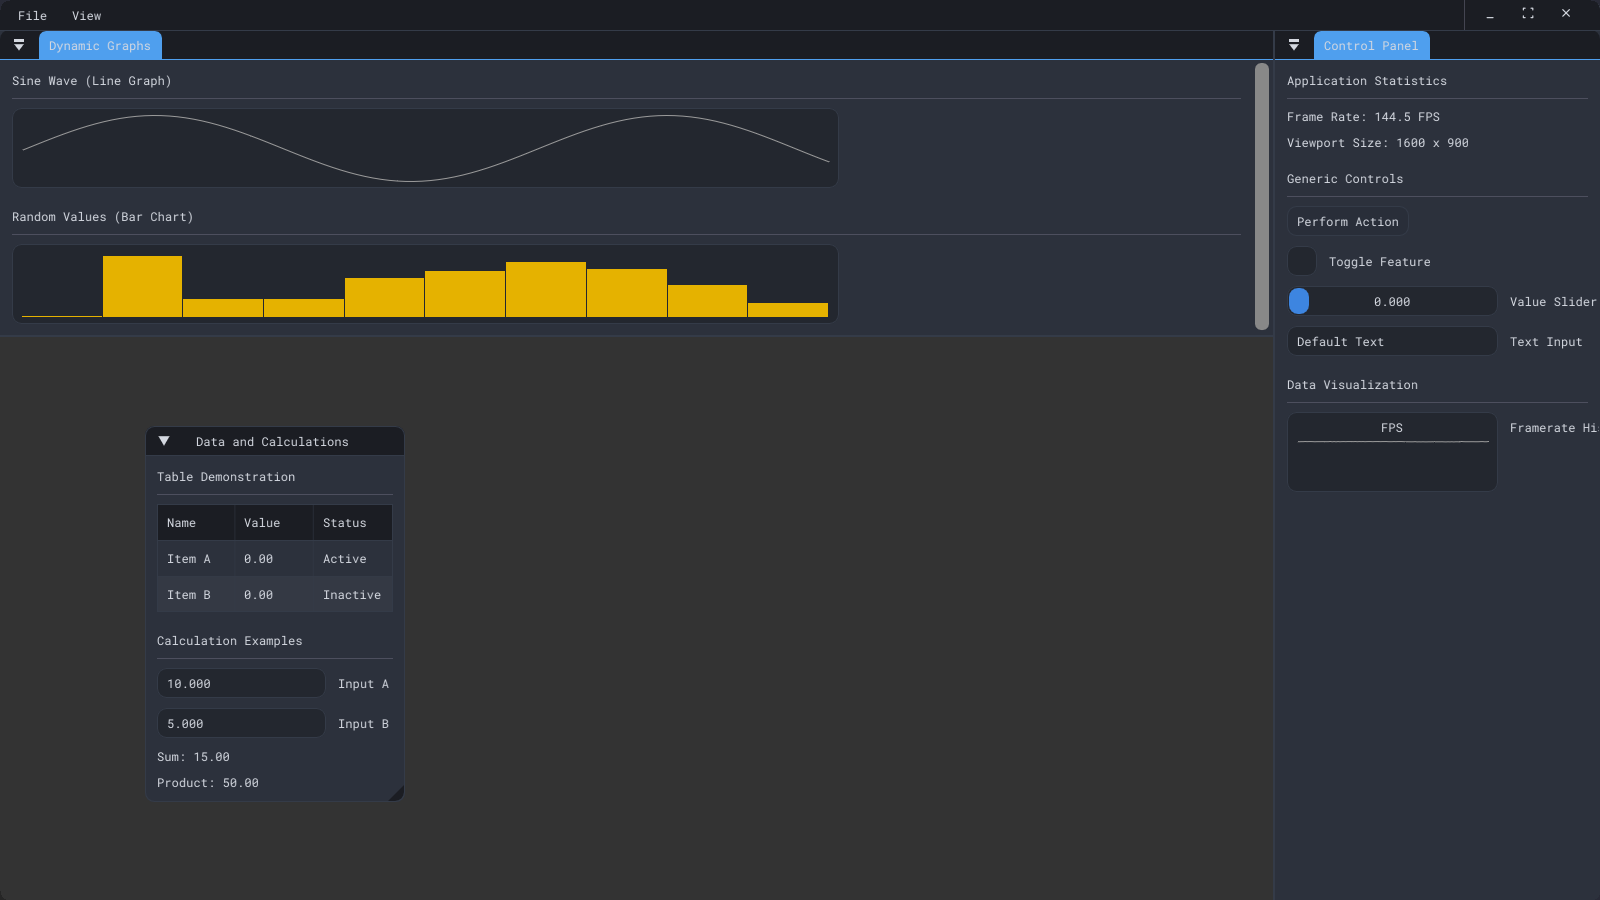 File View
Dynamic Graphs
Sine Wave (Line Graph)
Random Values (Bar Chart)
Data and Calculations
Table Demonstration
Name Value Status
Item A 0.00 Active
Item B 0.00 Inactive
Calculation Examples
10.000 Input A
5.000 Input B
Sum: 15.00
Product: 50.00
Control Panel
Application Statistics
Frame Rate: 144.5 FPS
Viewport Size: 1600 x 900
Generic Controls
Perform Action
Toggle Feature
0.000 Value Slider
Default Text Text Input
Data Visualization
FPS Framerate Hi